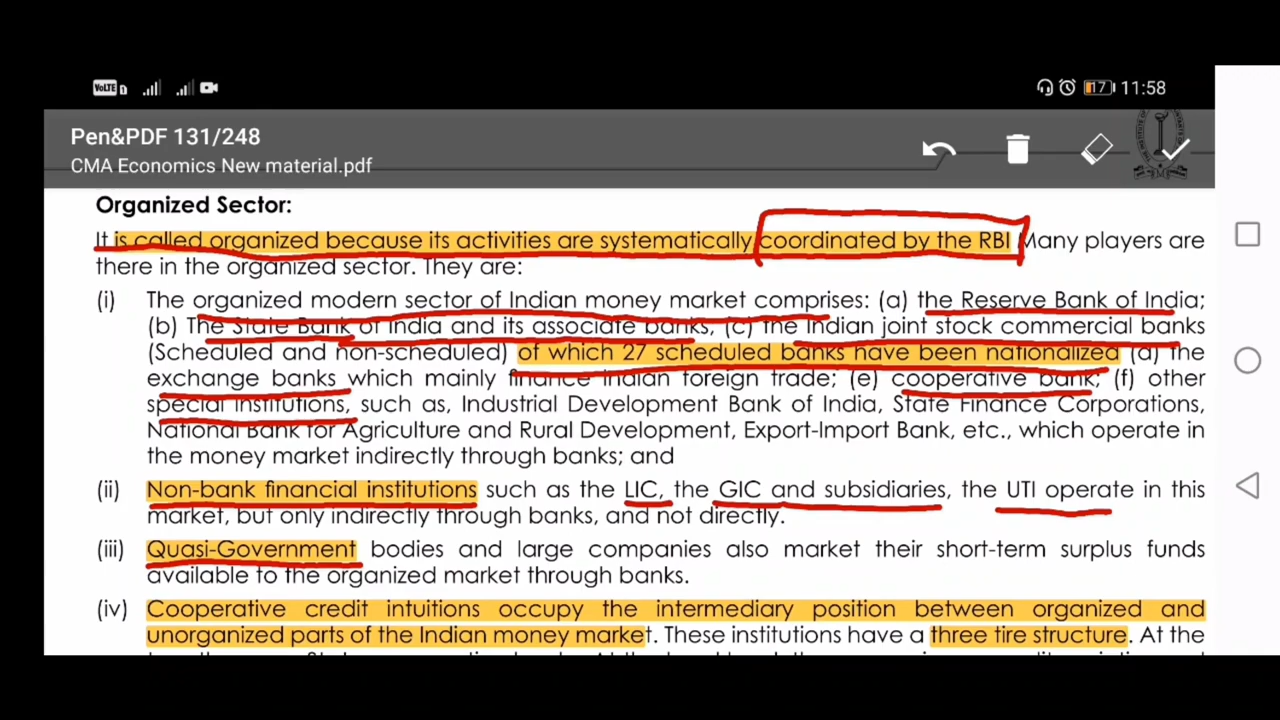 VoLTE 17 11:58
Pen&PDF 131/248
CMA Economics New material.pdf
Organized Sector:
It is called organized because its activities are systematically coordinated by the RBI Many players are
there in the organized sector. They are:
(i) The organized modern sector of Indian money market comprises: (a) the Reserve Bank of India;
(b) The State Bank of India and its associate banks, (c) the Indian joint stock commercial banks
(Scheduled and non-scheduled) of which 27 scheduled banks have been nationalized (d) the
exchange banks which mainly finance Indian foreign trade; (e) cooperative bank; (f) other
special institutions, such as, Industrial Development Bank of India, State Finance Corporations,
National Bank for Agriculture and Rural Development, Export-Import Bank, etc., which operate in
the money market indirectly through banks; and
(ii) Non-bank financial institutions such as the LIC, the GIC and subsidiaries, the UTI operate in this
market, but only indirectly through banks, and not directly.
(iii) Quasi-Government bodies and large companies also market their short-term surplus funds
available to the organized market through banks.
(iv) Cooperative credit intuitions occupy the intermediary position between organized and
unorganized parts of the Indian money market. These institutions have a three tire structure. At the